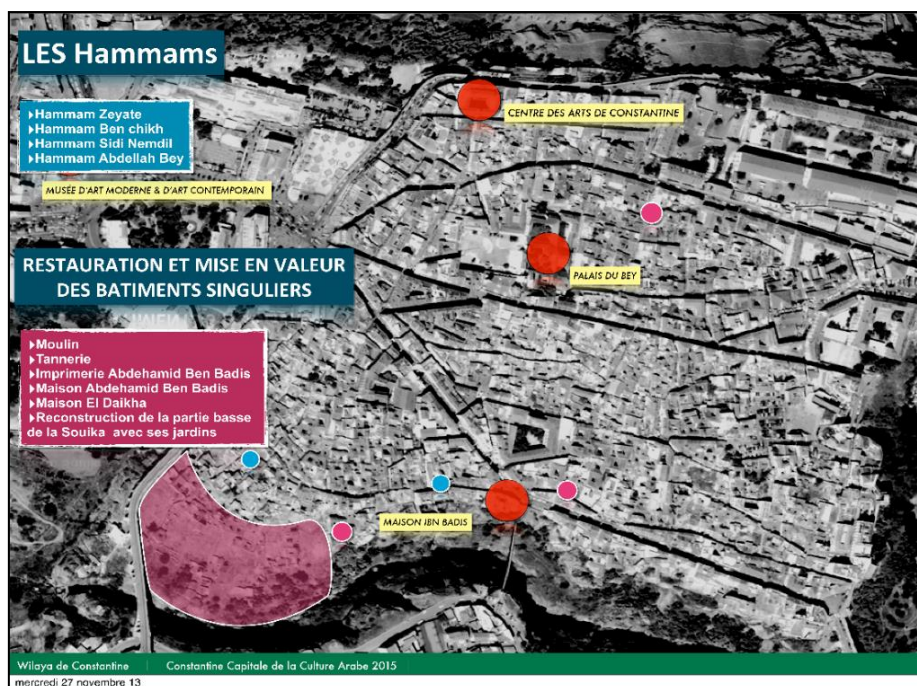 LES Hammams
▸Hammam Zeyate
▸Hammam Ben chikh
▸Hammam Sidi Nemdil
▸Hammam Abdellah Bey
CENTRE DES ARTS DE CONSTANTINE
MUSÉE D'ART MODERNE & D'ART CONTEMPORAIN
PALAIS DU BEY
RESTAURATION ET MISE EN VALEUR
DES BATIMENTS SINGULIERS
▸Moulin
▸Tannerie
▸Imprimerie Abdehamid Ben Badis
▸Maison Abdehamid Ben Badis
▸Maison El Daikha
▸Reconstruction de la partie basse
de la Souika avec ses jardins
MAISON IBN BADIS
Wilaya de Constantine | Constantine Capitale de la Culture Arabe 2015
mercredi 27 novembre 13